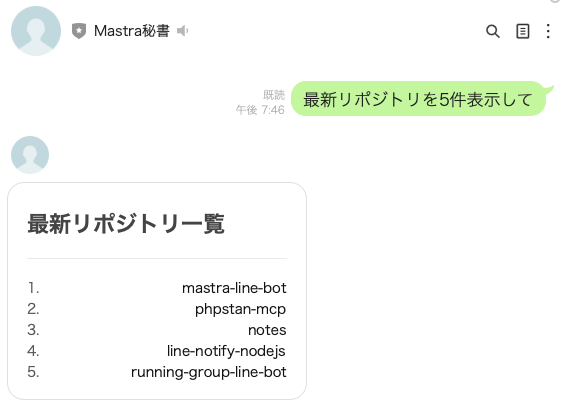 Mastra秘書
既読
午後 7:46
最新リポジトリを5件表示して
最新リポジトリ一覧
1. mastra-line-bot
2. phpstan-mcp
3. notes
4. line-notify-nodejs
5. running-group-line-bot